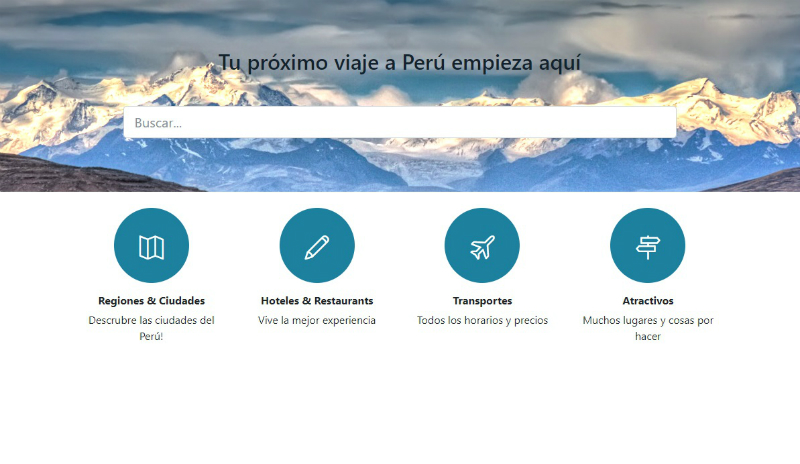 Tu próximo viaje a Perú empieza aquí
Buscar...
Regiones & Ciudades
Descrubre las ciudades del
Perú!
Hoteles & Restaurants
Vive la mejor experiencia
Transportes
Todos los horarios y precios
Atractivos
Muchos lugares y cosas por
hacer